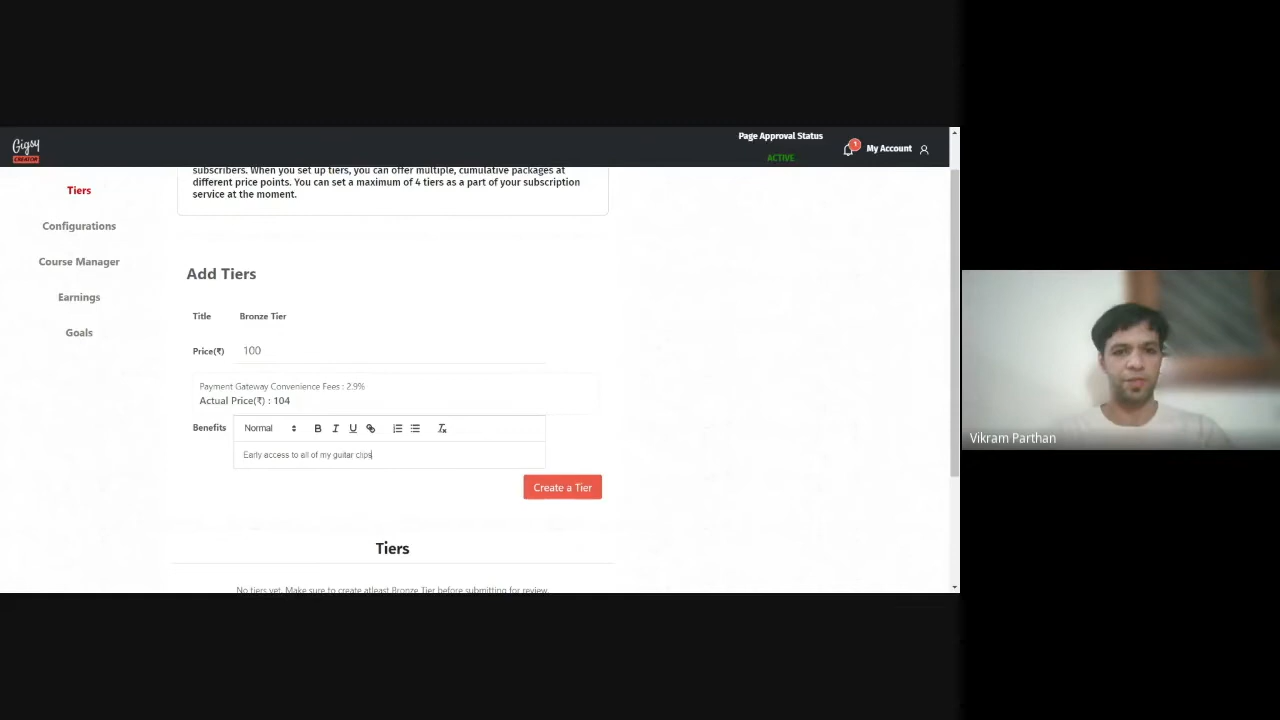 Gigsy
CREATOR
Page Approval Status
ACTIVE
1
My Account
Tiers
Configurations
Course Manager
Earnings
Goals
subscribers. When you set up tiers, you can offer multiple, cumulative packages at
different price points. You can set a maximum of 4 tiers as a part of your subscription
service at the moment.
Add Tiers
Title Bronze Tier
Price(₹) 100
Payment Gateway Convenience Fees : 2.9%
Actual Price(₹) : 104
Benefits Normal B I U
Early access to all of my guitar clips
Create a Tier
Tiers
No tiers yet. Make sure to create atleast Bronze Tier before submitting for review.
Vikram Parthan